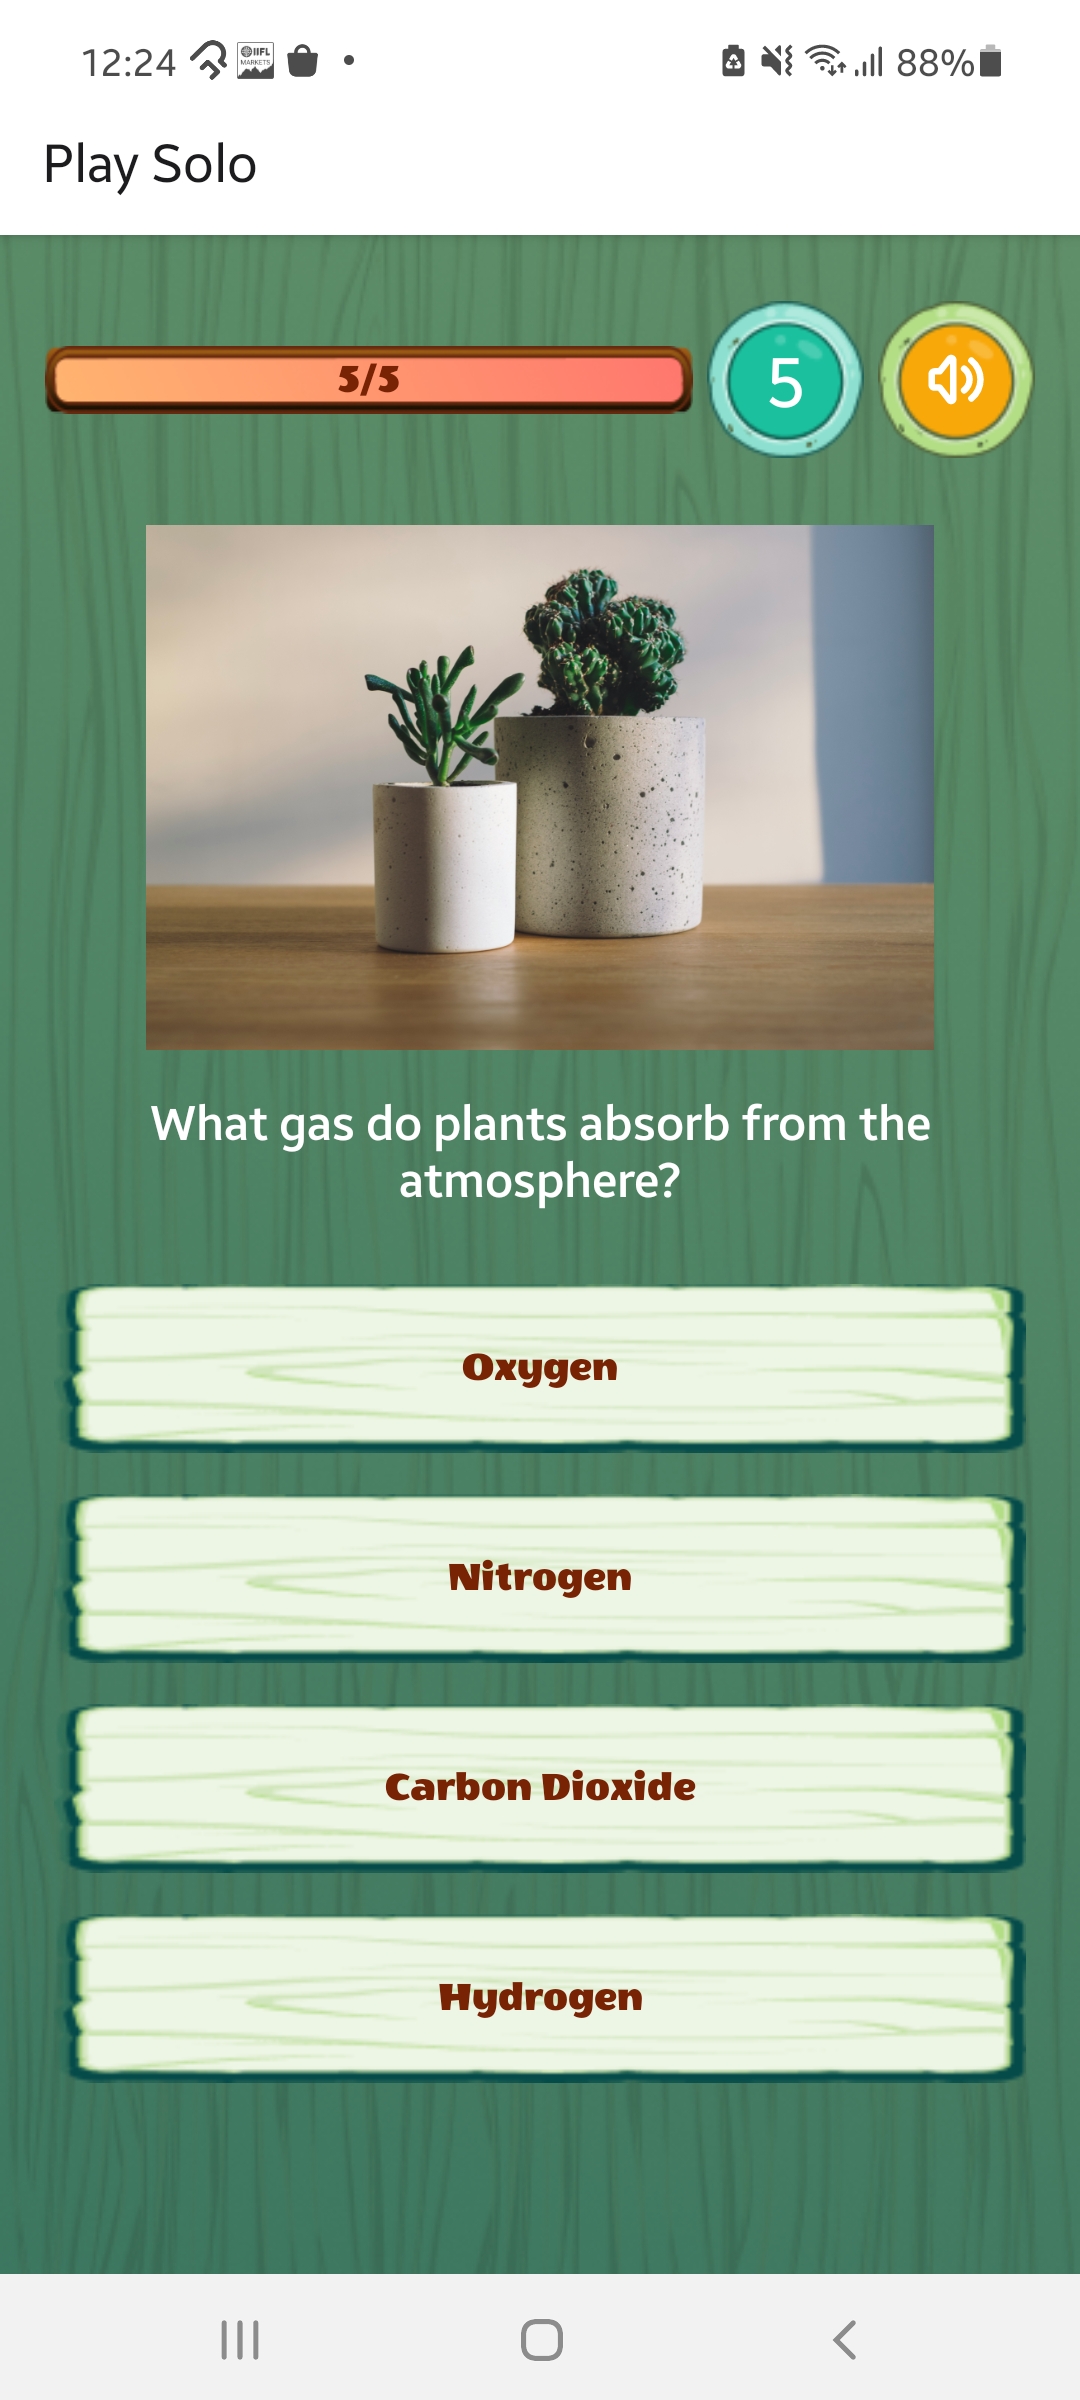 12:24
IIFL
MARKETS
88%
Play Solo
5/5
5
What gas do plants absorb from the
atmosphere?
Oxygen
Nitrogen
Carbon Dioxide
Hydrogen